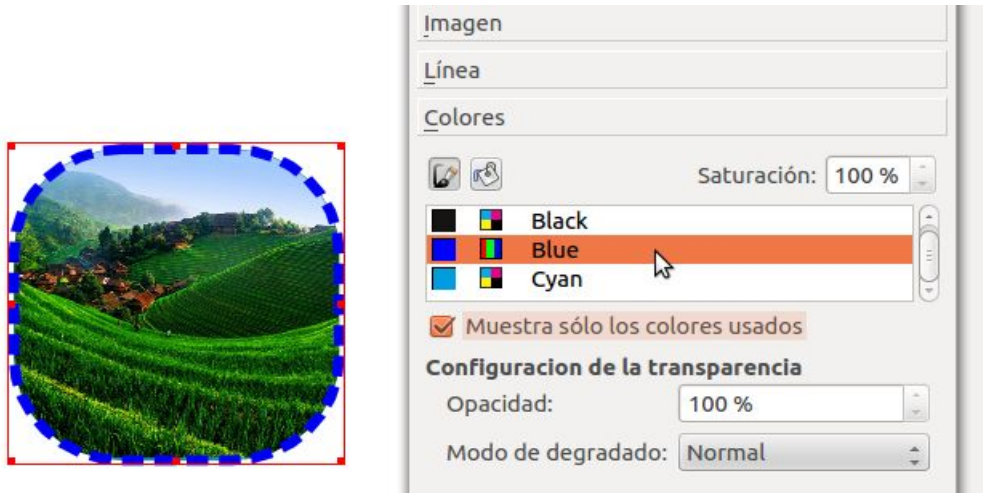 Imagen
Línea
Colores
Saturación: 100 %
Black
Blue
Cyan
Muestra sólo los colores usados
Configuracion de la transparencia
Opacidad: 100 %
Modo de degradado: Normal